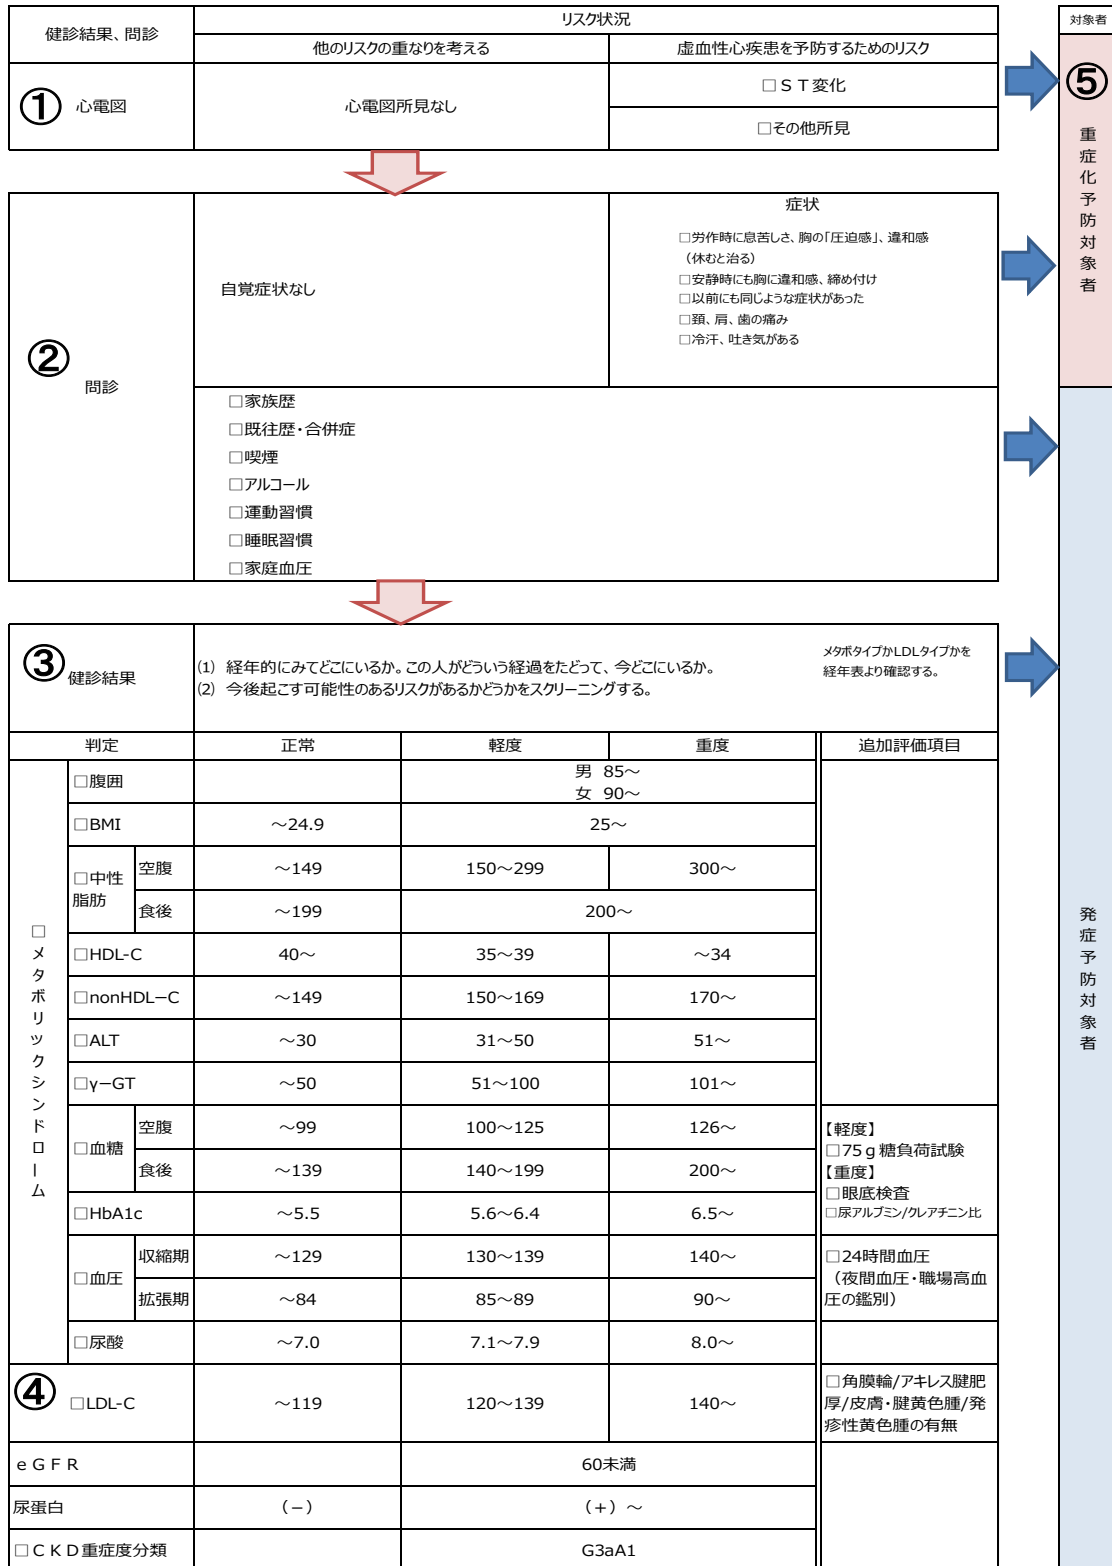 健診結果、問診
リスク状況
対象者
他のリスクの重なりを考える
虚血性心疾患を予防するためのリスク
① 心電図
心電図所見なし
□ＳＴ変化
□その他所見
⑤
重症化予防対象者
② 問診
自覚症状なし
症状
□労作時に息苦しさ、胸の「圧迫感」、違和感
（休むと治る）
□安静時にも胸に違和感、締め付け
□以前にも同じような症状があった
□頚、肩、歯の痛み
□冷汗、吐き気がある
□家族歴
□既往歴・合併症
□喫煙
□アルコール
□運動習慣
□睡眠習慣
□家庭血圧
③ 健診結果
⑴ 経年的にみてどこにいるか。この人がどういう経過をたどって、今どこにいるか。
⑵ 今後起こす可能性のあるリスクがあるかどうかをスクリーニングする。
メタボタイプかLDLタイプかを
経年表より確認する。
発症予防対象者
判定 正常 軽度 重度 追加評価項目
□メタボリックシンドローム
□腹囲 男 85～
女 90～
□BMI ～24.9 25～
□中性
脂肪
空腹 ～149 150～299 300～
食後 ～199 200～
□HDL-C 40～ 35～39 ～34
□nonHDL－C ～149 150～169 170～
□ALT ～30 31～50 51～
□γ－GT ～50 51～100 101～
□血糖
空腹 ～99 100～125 126～
食後 ～139 140～199 200～
【軽度】
□75ｇ糖負荷試験
【重度】
□眼底検査
□尿アルブミン/クレアチニン比
□HbA1c ～5.5 5.6～6.4 6.5～
□血圧
収縮期 ～129 130～139 140～
拡張期 ～84 85～89 90～
□24時間血圧
（夜間血圧・職場高血
圧の鑑別）
□尿酸 ～7.0 7.1～7.9 8.0～
④ □LDL-C ～119 120～139 140～
□角膜輪/アキレス腱肥
厚/皮膚・腱黄色腫/発
疹性黄色腫の有無
ｅＧＦＲ 60未満
尿蛋白 （－） （+）～
□ＣＫＤ重症度分類 G3aA1